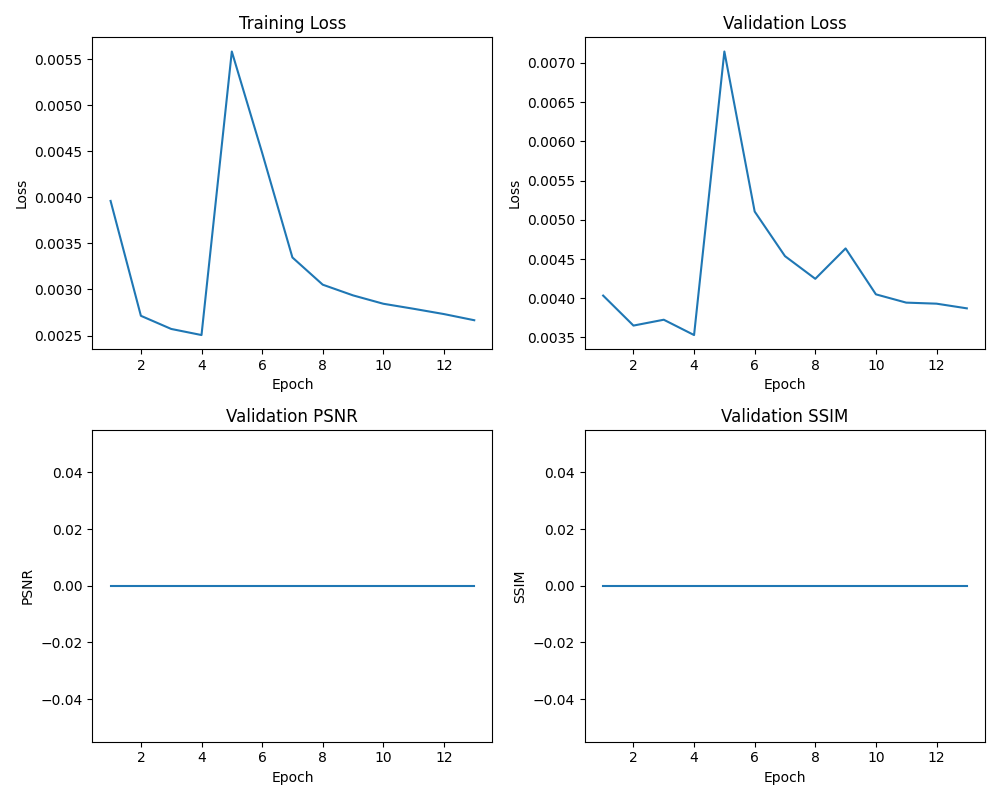 Training Loss
0.0055
0.0050
0.0045
0.0040
0.0035
0.0030
0.0025
Loss
2 4 6 8 10 12
Epoch
Validation Loss
0.0070
0.0065
0.0060
0.0055
0.0050
0.0045
0.0040
0.0035
Loss
2 4 6 8 10 12
Epoch
Validation PSNR
0.04
0.02
0.00
−0.02
−0.04
PSNR
2 4 6 8 10 12
Epoch
Validation SSIM
0.04
0.02
0.00
−0.02
−0.04
SSIM
2 4 6 8 10 12
Epoch